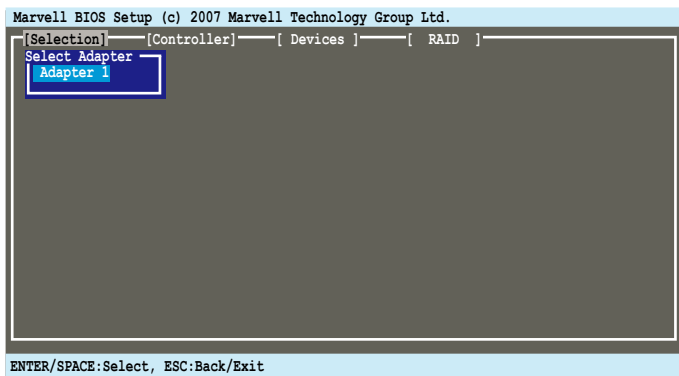 Marvell BIOS Setup (c) 2007 Marvell Technology Group Ltd.
[Selection] [Controller] [ Devices ] [ RAID ]
Select Adapter
Adapter 1
ENTER/SPACE:Select, ESC:Back/Exit